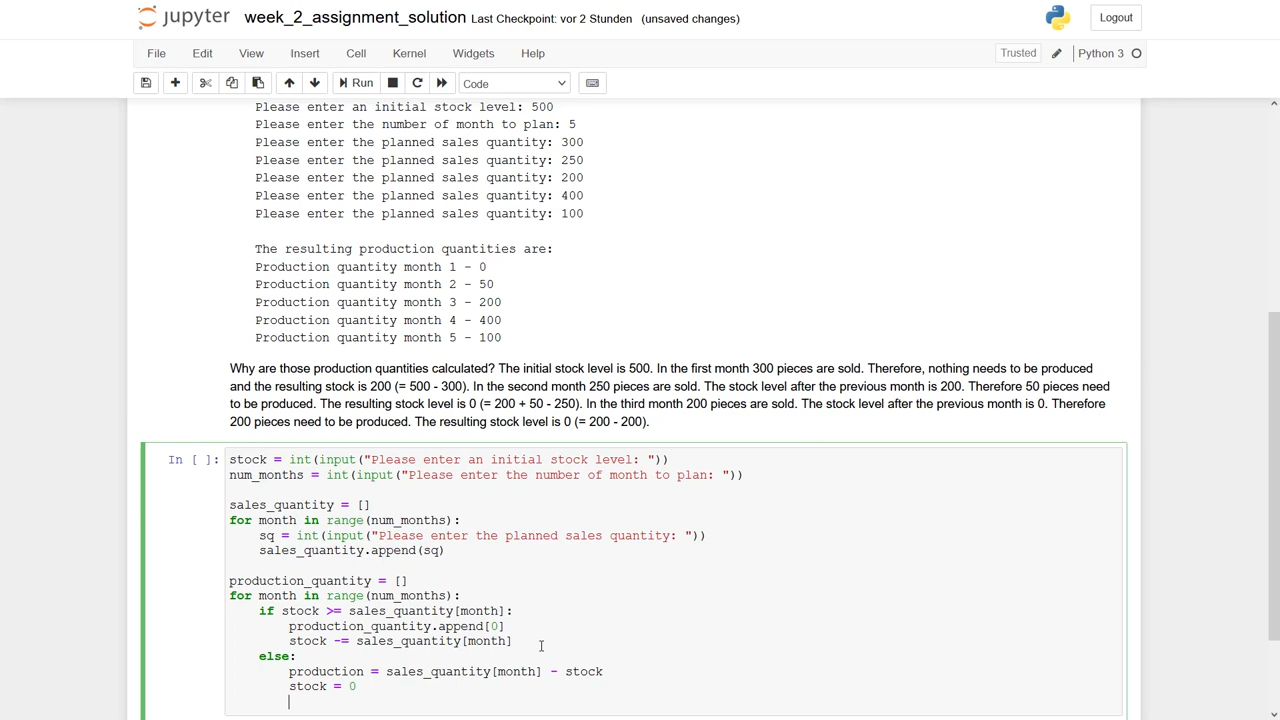 jupyter week_2_assignment_solution Last Checkpoint: vor 2 Stunden (unsaved changes) Logout
File Edit View Insert Cell Kernel Widgets Help Trusted Python 3
Run Code
Please enter an initial stock level: 500
Please enter the number of month to plan: 5
Please enter the planned sales quantity: 300
Please enter the planned sales quantity: 250
Please enter the planned sales quantity: 200
Please enter the planned sales quantity: 400
Please enter the planned sales quantity: 100
The resulting production quantities are:
Production quantity month 1 - 0
Production quantity month 2 - 50
Production quantity month 3 - 200
Production quantity month 4 - 400
Production quantity month 5 - 100
Why are those production quantities calculated? The initial stock level is 500. In the first month 300 pieces are sold. Therefore, nothing needs to be produced
and the resulting stock is 200 (= 500 - 300). In the second month 250 pieces are sold. The stock level after the previous month is 200. Therefore 50 pieces need
to be produced. The resulting stock level is 0 (= 200 + 50 - 250). In the third month 200 pieces are sold. The stock level after the previous month is 0. Therefore
200 pieces need to be produced. The resulting stock level is 0 (= 200 - 200).
In [ ]: stock = int(input("Please enter an initial stock level: "))
num_months = int(input("Please enter the number of month to plan: "))
sales_quantity = []
for month in range(num_months):
    sq = int(input("Please enter the planned sales quantity: "))
    sales_quantity.append(sq)
production_quantity = []
for month in range(num_months):
    if stock >= sales_quantity[month]:
        production_quantity.append[0]
        stock -= sales_quantity[month]
    else:
        production = sales_quantity[month] - stock
        stock = 0